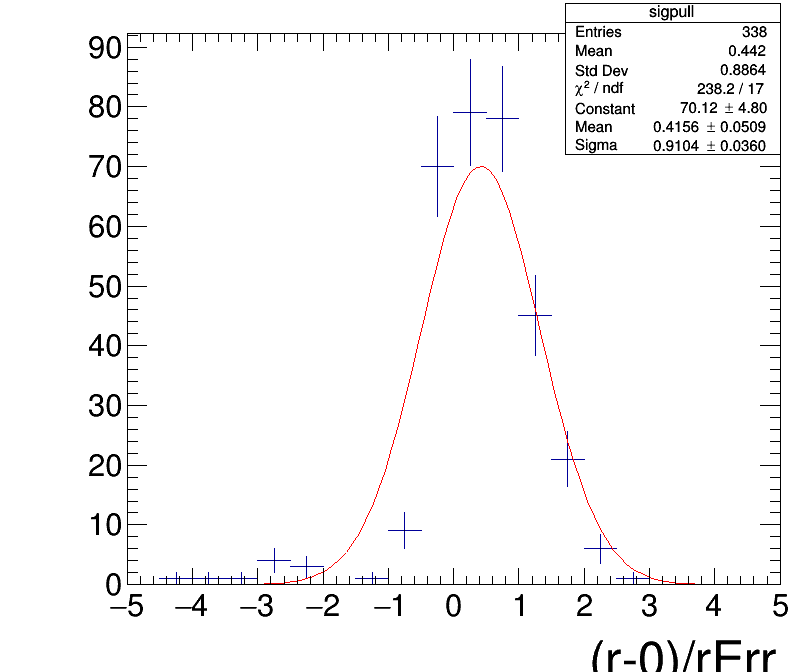 sigpull
Entries 338
Mean 0.442
Std Dev 0.8864
χ² / ndf 238.2 / 17
Constant 70.12 ± 4.80
Mean 0.4156 ± 0.0509
Sigma 0.9104 ± 0.0360
90
80
70
60
50
40
30
20
10
0
−5 −4 −3 −2 −1 0 1 2 3 4 5
(r-0)/rErr